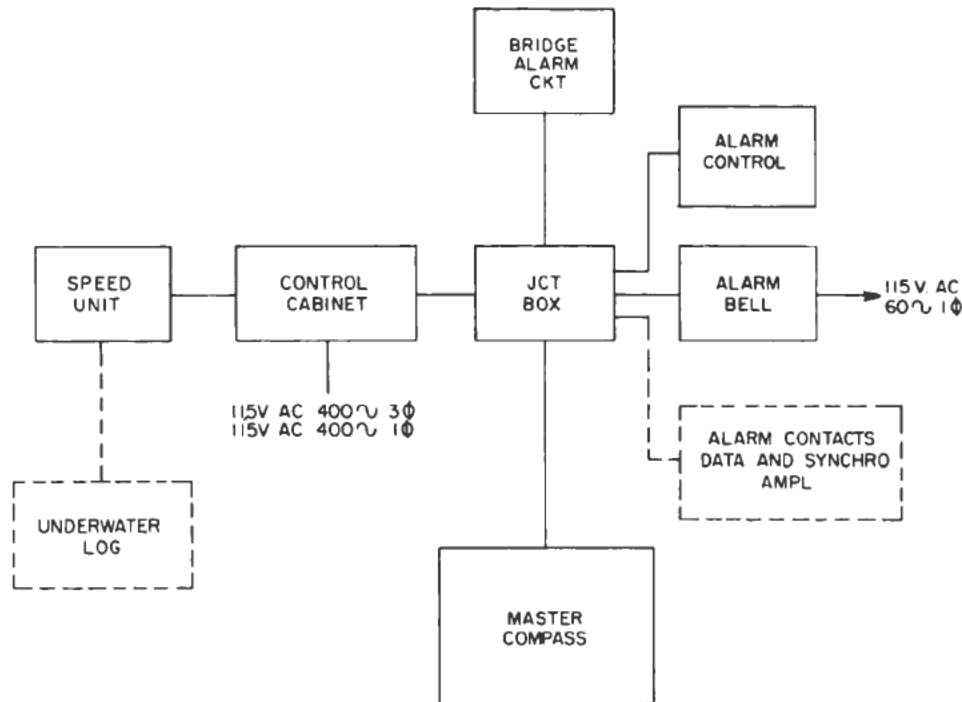 BRIDGE
ALARM
CKT
ALARM
CONTROL
SPEED
UNIT
CONTROL
CABINET
JCT
BOX
ALARM
BELL
115 V. AC
60~ 1ϕ
115V AC 400~ 3ϕ
115V AC 400~ 1ϕ
ALARM CONTACTS
DATA AND SYNCHRO
AMPL
UNDERWATER
LOG
MASTER
COMPASS